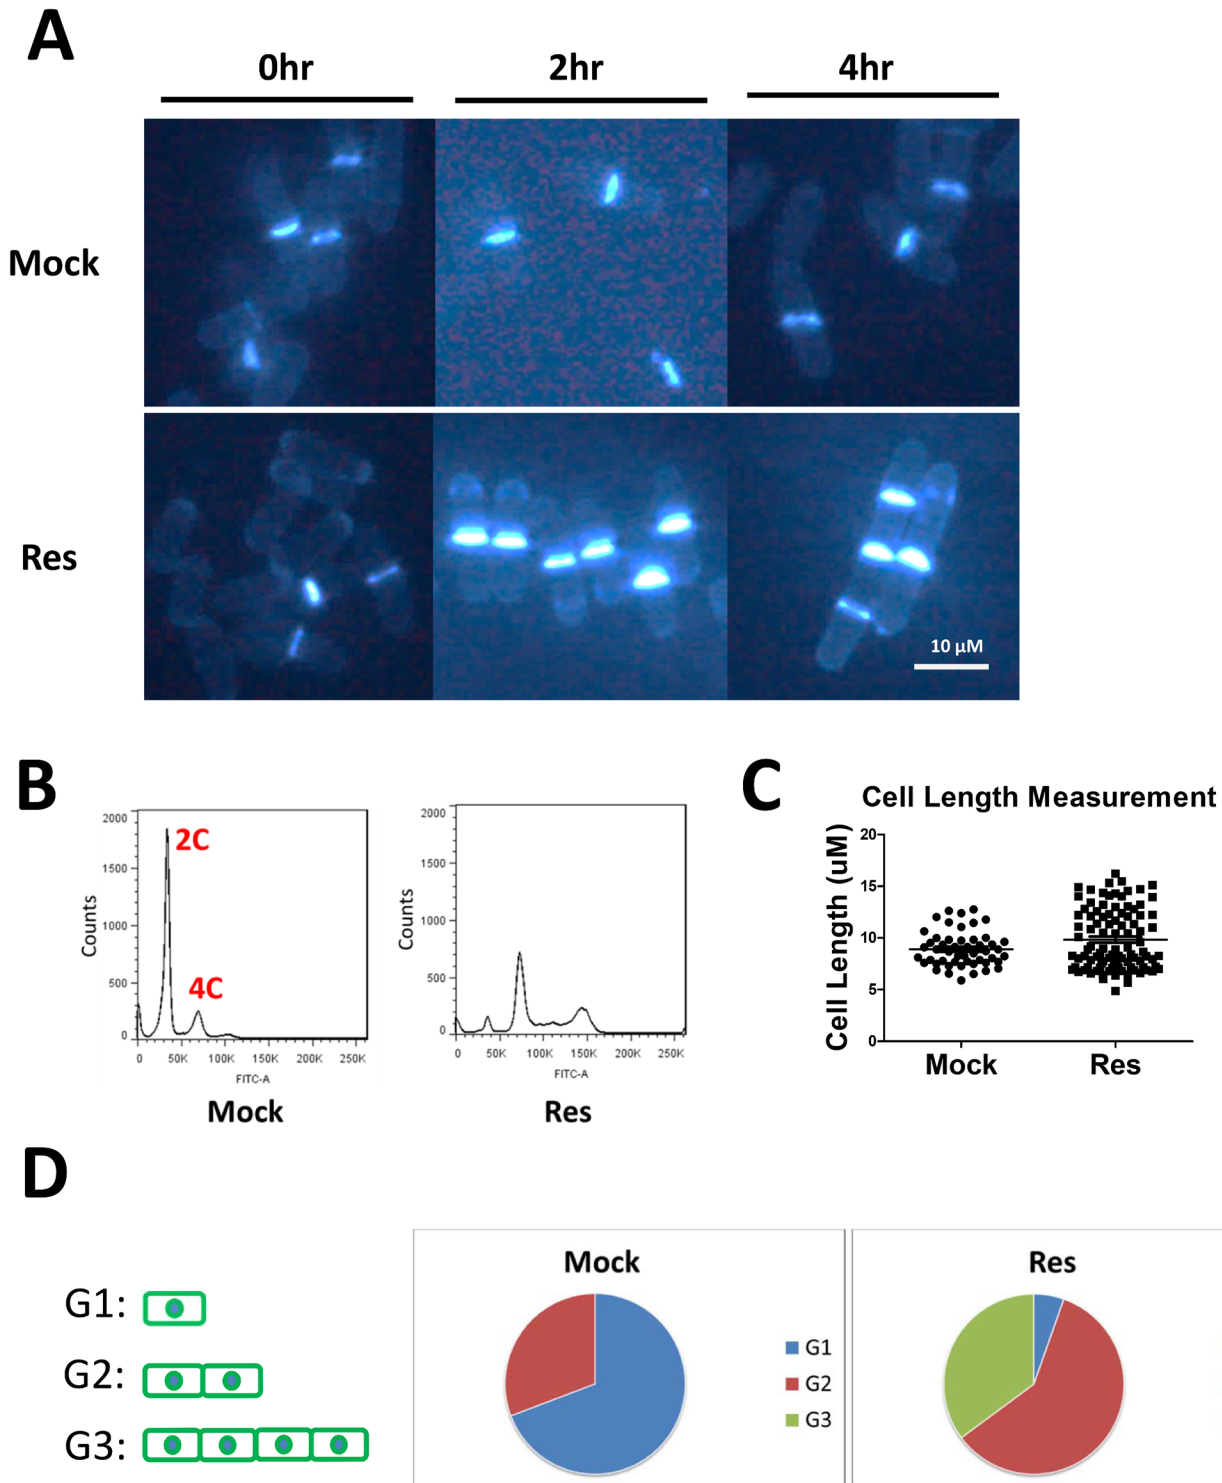 A
0hr 2hr 4hr
Mock
Res
10 µM
B
2000
1500
1000
500
0
Counts
2C
4C
0 50K 100K 150K 200K 250K
FITC-A
Mock
2000
1500
1000
500
0
Counts
0 50K 100K 150K 200K 250K
FITC-A
Res
C
Cell Length Measurement
Cell Length (uM)
20
15
10
5
0
Mock Res
D
G1:
G2:
G3:
Mock
G1
G2
G3
Res